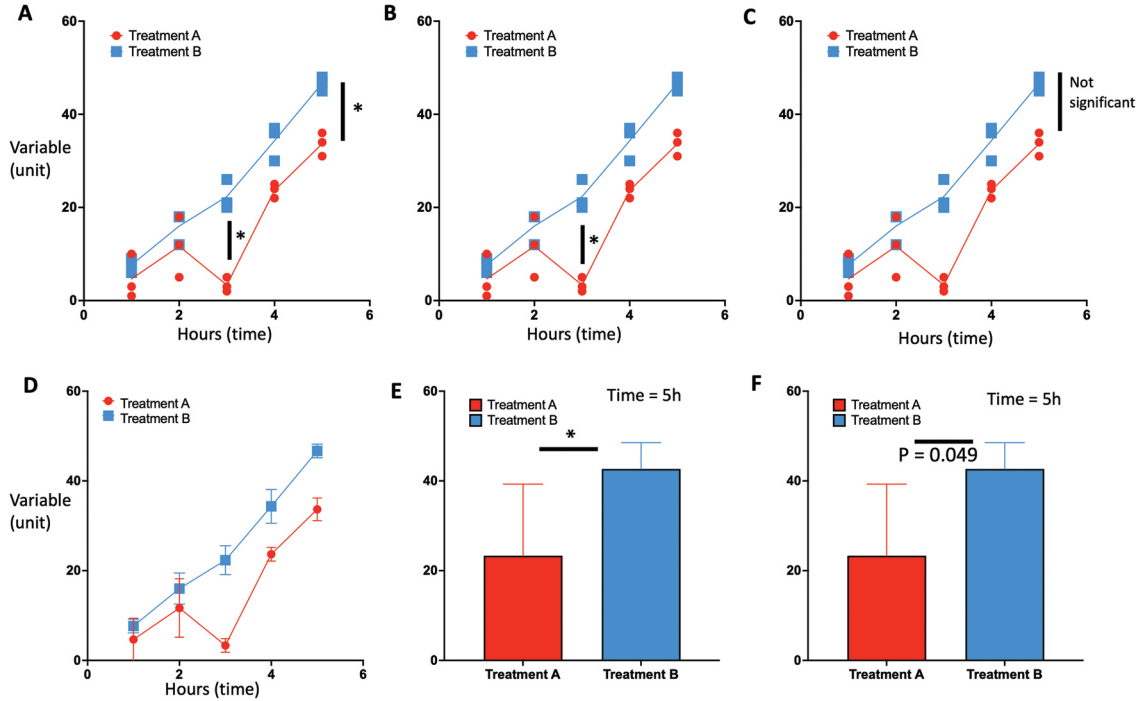 A
60
40
20
0
0
2
4
6
Treatment A
Treatment B
*
*
Variable
(unit)
Hours (time)
B
60
40
20
0
0
2
4
6
Treatment A
Treatment B
*
Hours (time)
C
60
40
20
0
0
2
4
6
Treatment A
Treatment B
Not
significant
Hours (time)
D
60
40
20
0
0
2
4
6
Treatment A
Treatment B
Variable
(unit)
Hours (time)
E
60
40
20
0
Treatment A
Treatment B
Time = 5h
*
Treatment A
Treatment B
F
60
40
20
0
Treatment A
Treatment B
Time = 5h
P = 0.049
Treatment A
Treatment B